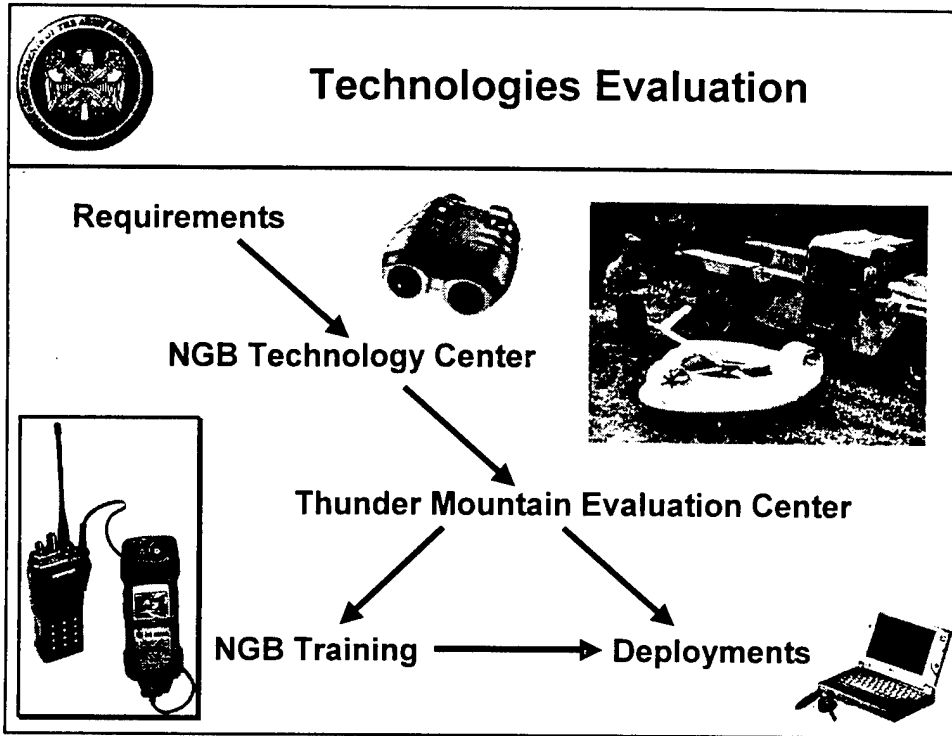 Technologies Evaluation
Requirements
NGB Technology Center
Thunder Mountain Evaluation Center
NGB Training
Deployments